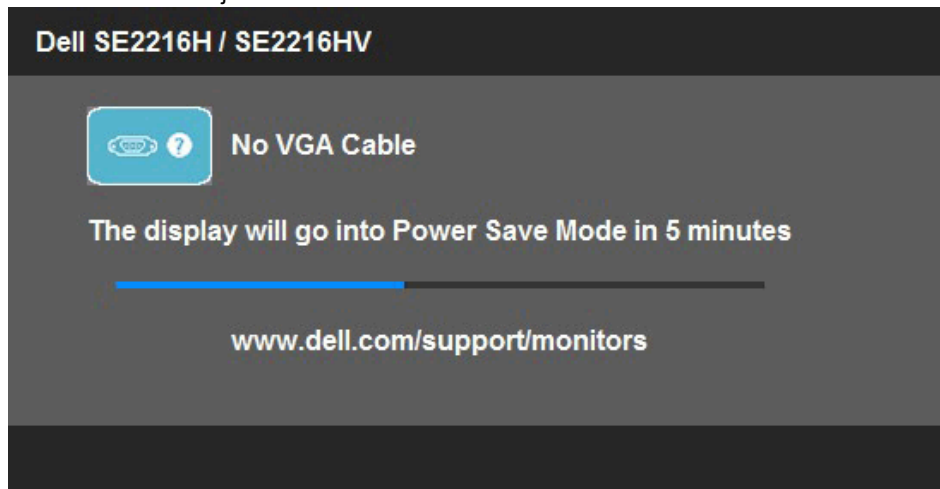 Dell SE2216H / SE2216HV
?
No VGA Cable
The display will go into Power Save Mode in 5 minutes
www.dell.com/support/monitors